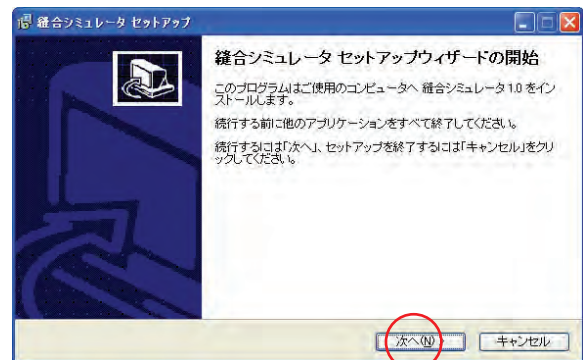 縫合シミュレータ セットアップ
縫合シミュレータ セットアップウィザードの開始
このプログラムはご使用のコンピュータへ 縫合シミュレータ 1.0 をイン
ストールします。
続行する前に他のアプリケーションをすべて終了してください。
続行するには「次へ」、セットアップを終了するには「キャンセル」をクリ
ックしてください。
次へ(N)
キャンセル